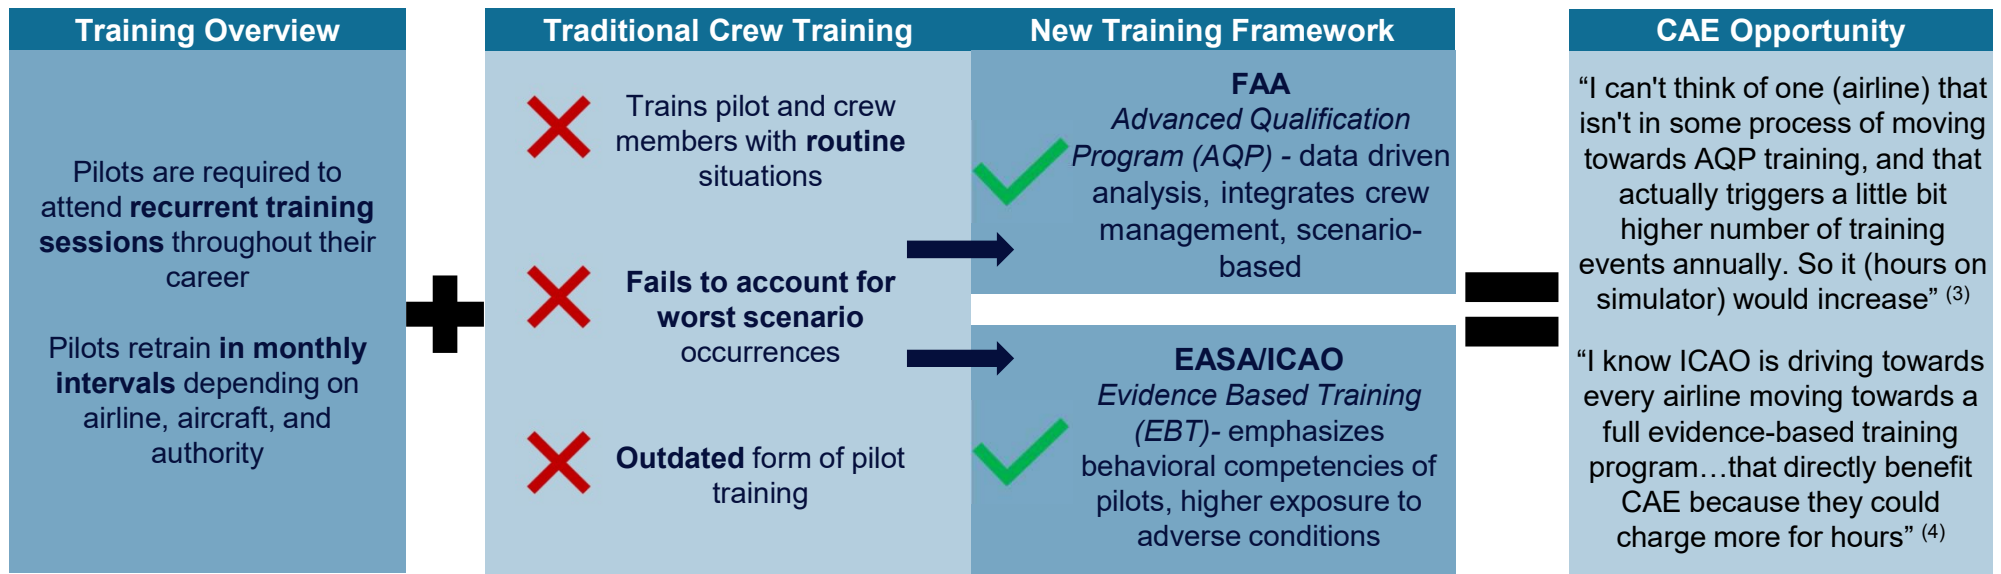 Training Overview
Pilots are required to
attend recurrent training
sessions throughout their
career
Pilots retrain in monthly
intervals depending on
airline, aircraft, and
authority
Traditional Crew Training
Trains pilot and crew
members with routine
situations
Fails to account for
worst scenario
occurrences
Outdated form of pilot
training
New Training Framework
FAA
Advanced Qualification
Program (AQP) - data driven
analysis, integrates crew
management, scenario-
based
EASA/ICAO
Evidence Based Training
(EBT)- emphasizes
behavioral competencies of
pilots, higher exposure to
adverse conditions
CAE Opportunity
“I can't think of one (airline) that
isn't in some process of moving
towards AQP training, and that
actually triggers a little bit
higher number of training
events annually. So it (hours on
simulator) would increase” (3)
“I know ICAO is driving towards
every airline moving towards a
full evidence-based training
program…that directly benefit
CAE because they could
charge more for hours” (4)